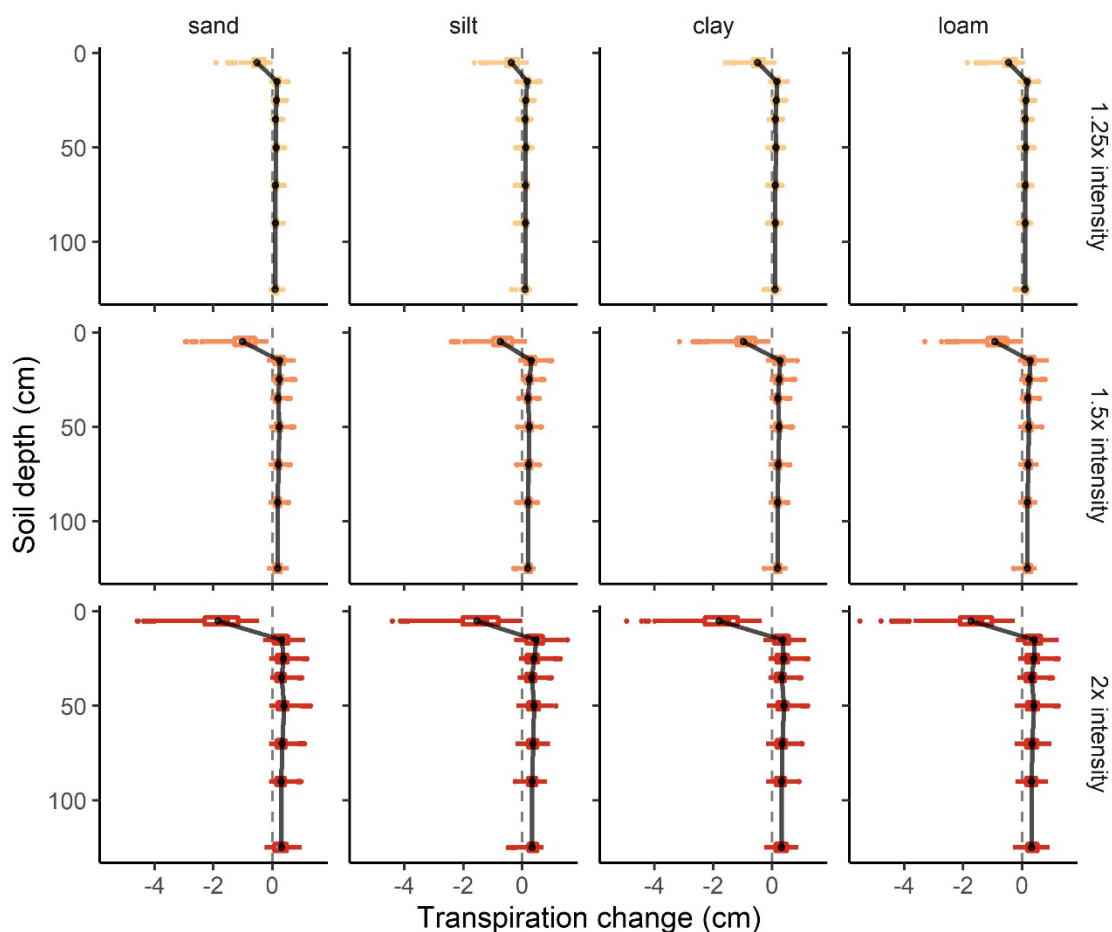 sand silt clay loam
0
50
100
1.25x intensity
0
50
100
1.5x intensity
0
50
100
2x intensity
-4 -2 0 -4 -2 0 -4 -2 0 -4 -2 0
Soil depth (cm)
Transpiration change (cm)